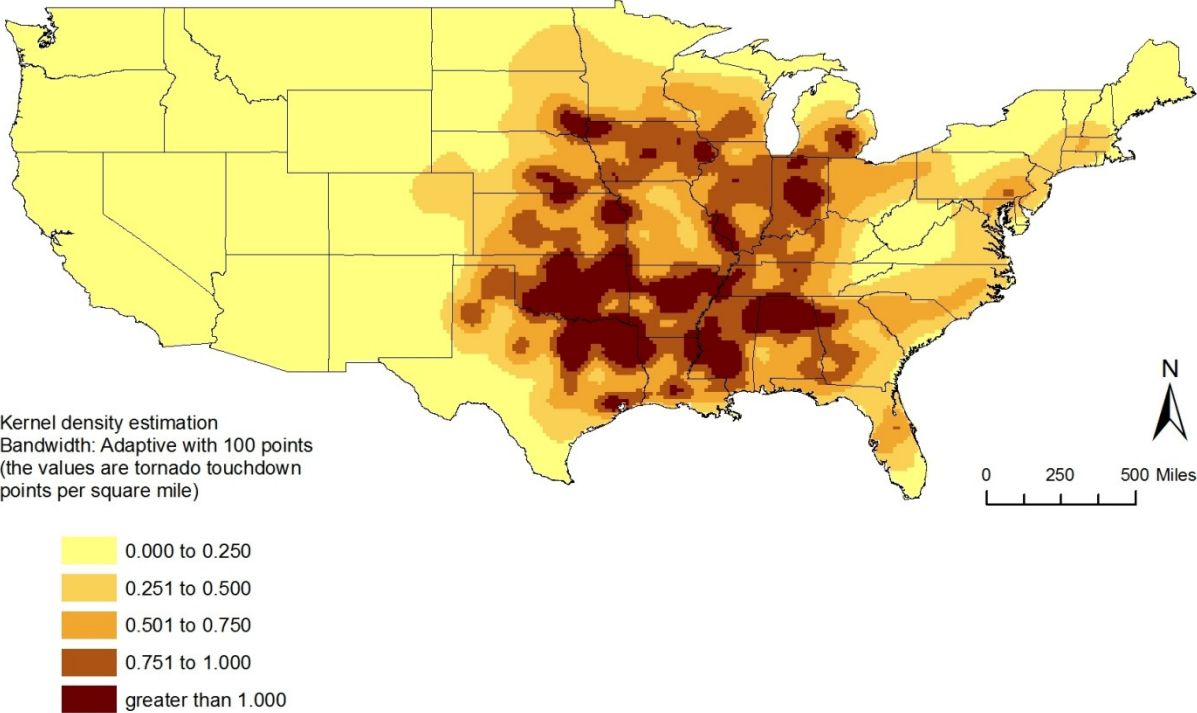 Kernel density estimation
Bandwidth: Adaptive with 100 points
(the values are tornado touchdown
points per square mile)
0.000 to 0.250
0.251 to 0.500
0.501 to 0.750
0.751 to 1.000
greater than 1.000
N
0 250 500 Miles